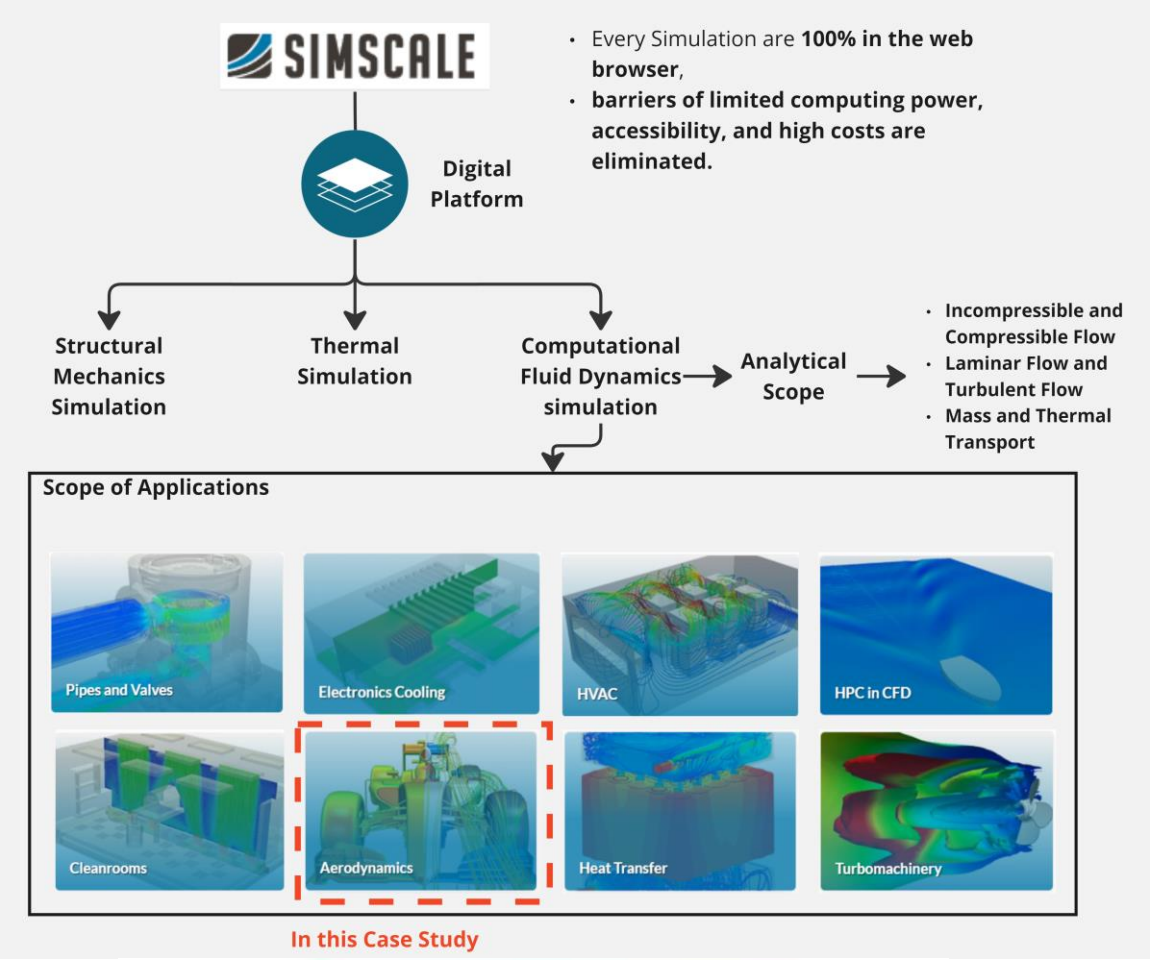 SIMSCALE
• Every Simulation are 100% in the web
browser,
• barriers of limited computing power,
accessibility, and high costs are
eliminated.
Digital
Platform
Structural
Mechanics
Simulation
Thermal
Simulation
Computational
Fluid Dynamics
simulation
Analytical
Scope
• Incompressible and
Compressible Flow
• Laminar Flow and
Turbulent Flow
• Mass and Thermal
Transport
Scope of Applications
Pipes and Valves
Electronics Cooling
HVAC
HPC in CFD
Cleanrooms
Aerodynamics
Heat Transfer
Turbomachinery
In this Case Study